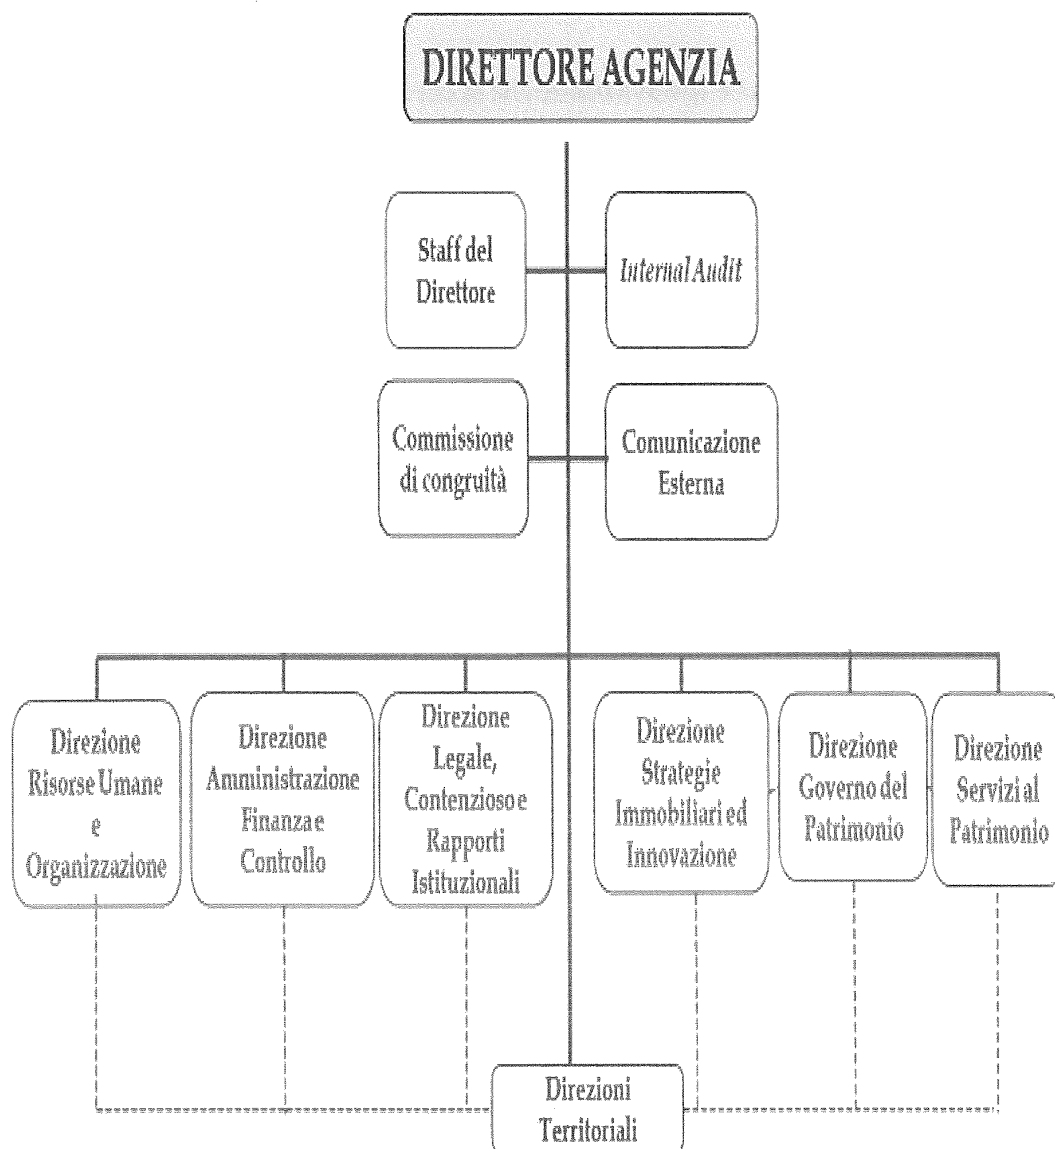 DIRETTORE AGENZIA
Staff del
Direttore
Internal Audit
Commissione
di congruità
Comunicazione
Esterna
Direzione
Risorse Umane
e
Organizzazione
Direzione
Amministrazione
Finanza e
Controllo
Direzione
Legale,
Contenzioso e
Rapporti
Istituzionali
Direzione
Strategie
Immobiliari ed
Innovazione
Direzione
Governo del
Patrimonio
Direzione
Servizi al
Patrimonio
Direzioni
Territoriali